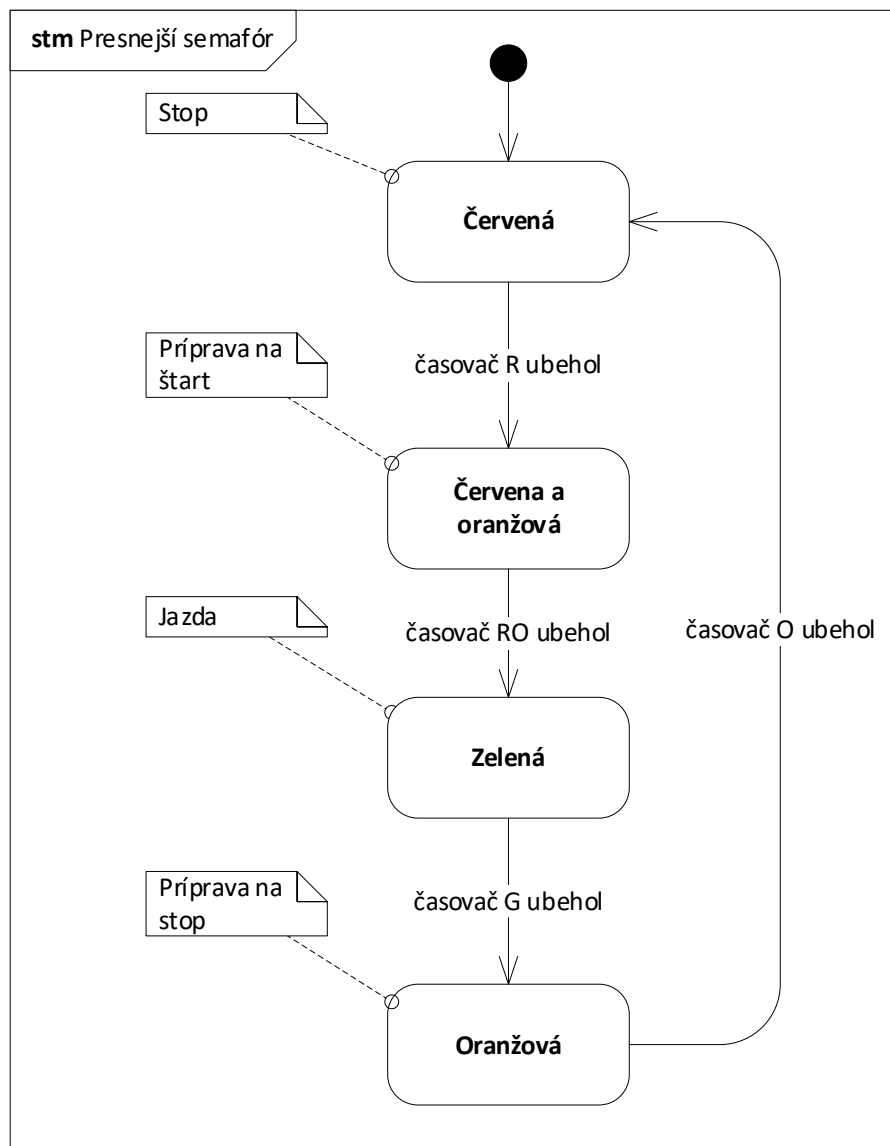 stm Presnejší semafór
Stop
Červená
Príprava na
štart
časovač R ubehol
Červena a
oranžová
Jazda
časovač RO ubehol
časovač O ubehol
Zelená
Príprava na
stop
časovač G ubehol
Oranžová